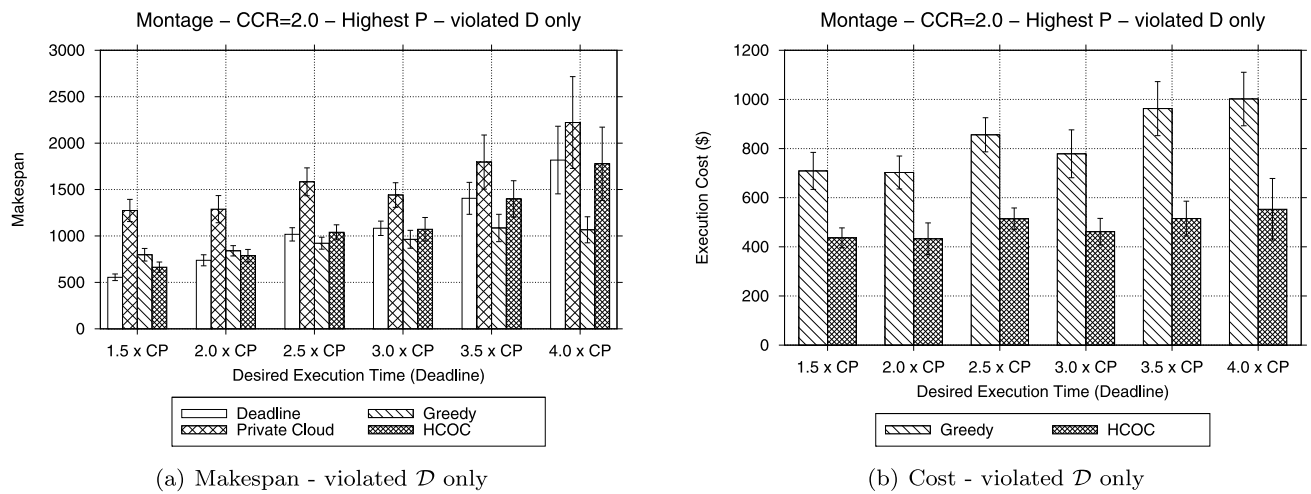 Montage – CCR=2.0 – Highest P – violated D only
3000
2500
2000
1500
1000
500
0
Makespan
1.5 x CP 2.0 x CP 2.5 x CP 3.0 x CP 3.5 x CP 4.0 x CP
Desired Execution Time (Deadline)
Deadline Greedy
Private Cloud HCOC
(a) Makespan - violated D only
Montage – CCR=2.0 – Highest P – violated D only
1200
1000
800
600
400
200
0
Execution Cost ($)
1.5 x CP 2.0 x CP 2.5 x CP 3.0 x CP 3.5 x CP 4.0 x CP
Desired Execution Time (Deadline)
Greedy HCOC
(b) Cost - violated D only